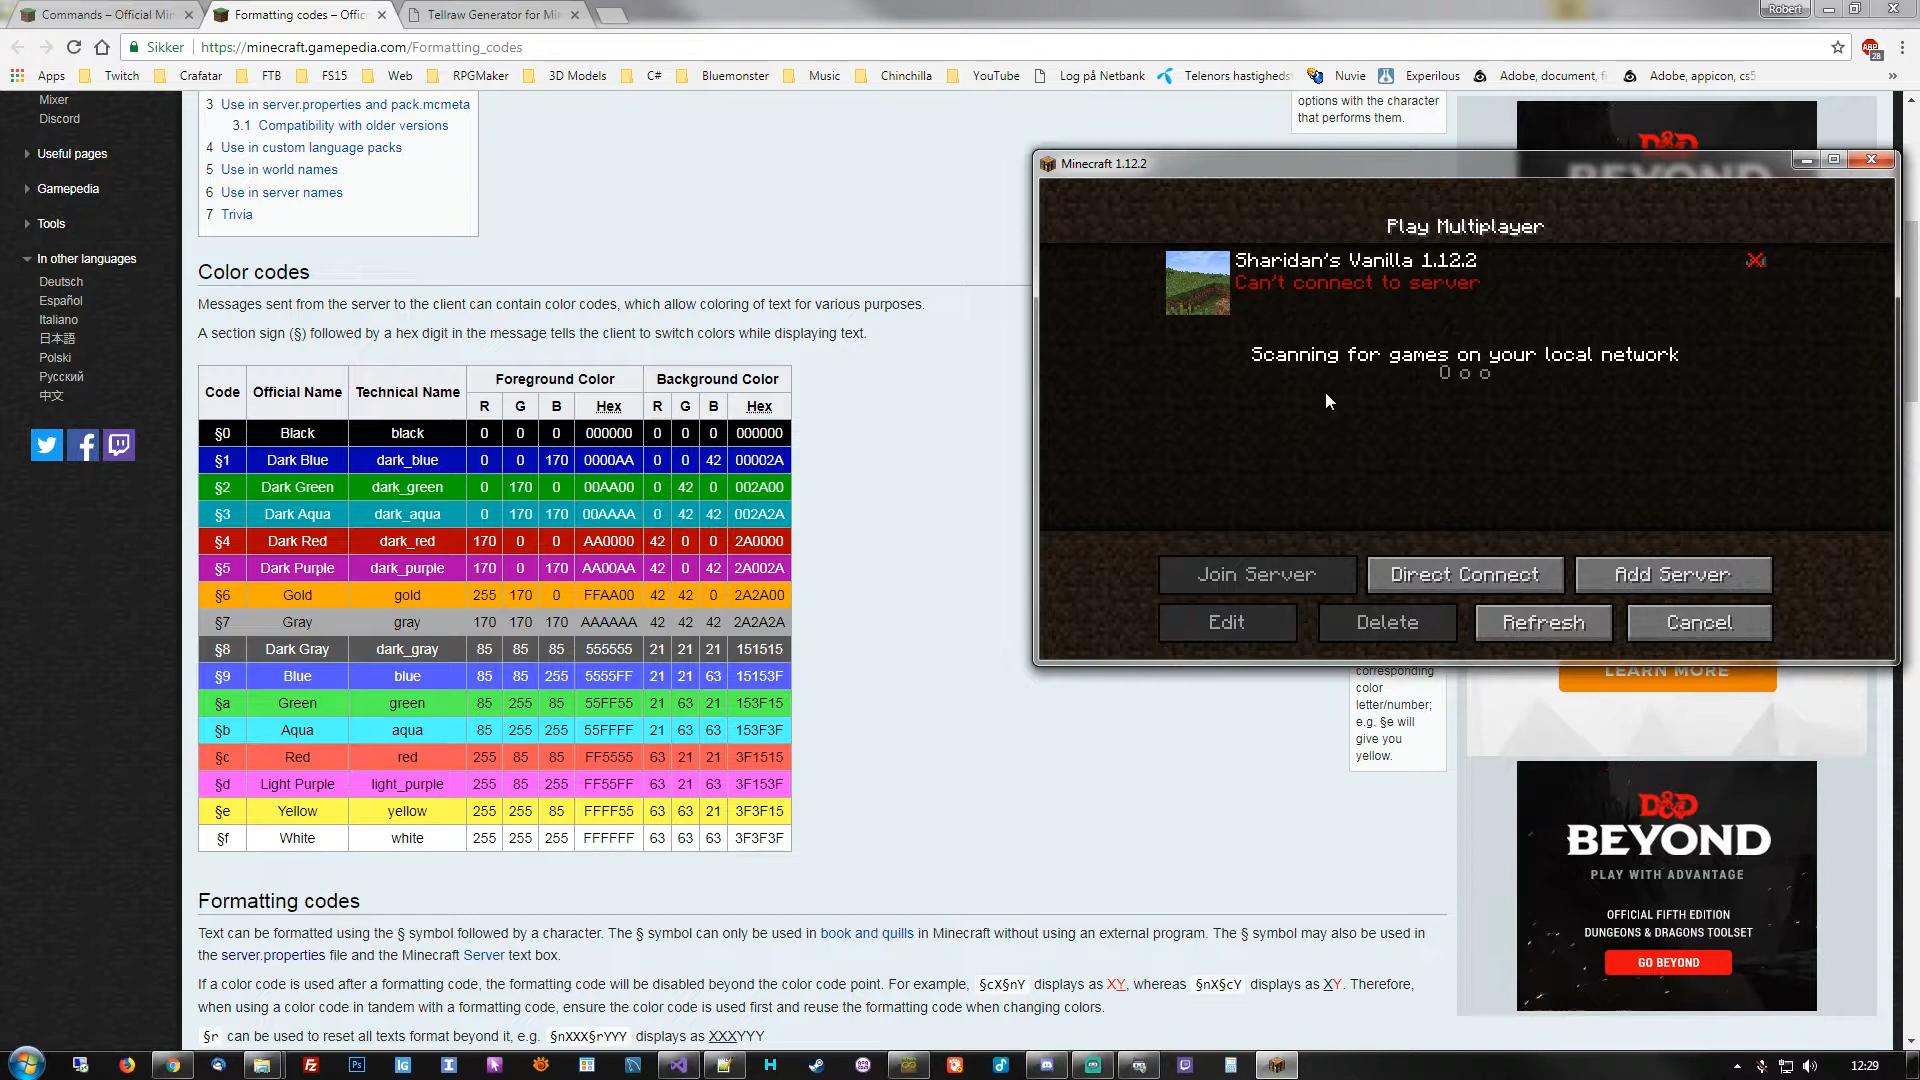 Commands – Official Min
Formatting codes – Offic
Tellraw Generator for Min
Robert
Sikker
https://minecraft.gamepedia.com/Formatting_codes
ABP
28
Apps
Twitch
Crafatar
FTB
FS15
Web
RPGMaker
3D Models
C#
Bluemonster
Music
Chinchilla
YouTube
Log på Netbank
Telenors hastighedst
Nuvie
Experilous
Adobe, document, fi
Adobe, appicon, cs5
»
Mixer
Discord
Useful pages
Gamepedia
Tools
In other languages
Deutsch
Español
Italiano
日本語
Polski
Русский
中文
3 Use in server.properties and pack.mcmeta
3.1 Compatibility with older versions
4 Use in custom language packs
5 Use in world names
6 Use in server names
7 Trivia
options with the character
that performs them.
Color codes
Messages sent from the server to the client can contain color codes, which allow coloring of text for various purposes.
A section sign (§) followed by a hex digit in the message tells the client to switch colors while displaying text.
Code Official Name Technical Name Foreground Color Background Color
R G B Hex R G B Hex
§0 Black black 0 0 0 000000 0 0 0 000000
§1 Dark Blue dark_blue 0 0 170 0000AA 0 0 42 00002A
§2 Dark Green dark_green 0 170 0 00AA00 0 42 0 002A00
§3 Dark Aqua dark_aqua 0 170 170 00AAAA 0 42 42 002A2A
§4 Dark Red dark_red 170 0 0 AA0000 42 0 0 2A0000
§5 Dark Purple dark_purple 170 0 170 AA00AA 42 0 42 2A002A
§6 Gold gold 255 170 0 FFAA00 42 42 0 2A2A00
§7 Gray gray 170 170 170 AAAAAA 42 42 42 2A2A2A
§8 Dark Gray dark_gray 85 85 85 555555 21 21 21 151515
§9 Blue blue 85 85 255 5555FF 21 21 63 15153F
§a Green green 85 255 85 55FF55 21 63 21 153F15
§b Aqua aqua 85 255 255 55FFFF 21 63 63 153F3F
§c Red red 255 85 85 FF5555 63 21 21 3F1515
§d Light Purple light_purple 255 85 255 FF55FF 63 21 63 3F153F
§e Yellow yellow 255 255 85 FFFF55 63 63 21 3F3F15
§f White white 255 255 255 FFFFFF 63 63 63 3F3F3F
Minecraft 1.12.2
Play Multiplayer
Sharidan's Vanilla 1.12.2
Can't connect to server
Scanning for games on your local network
O o o
Join Server
Direct Connect
Add Server
Edit
Delete
Refresh
Cancel
corresponding
color
letter/number;
e.g. §e will
give you
yellow.
LEARN MORE
D&D
BEYOND
PLAY WITH ADVANTAGE
OFFICIAL FIFTH EDITION
DUNGEONS & DRAGONS TOOLSET
GO BEYOND
Formatting codes
Text can be formatted using the § symbol followed by a character. The § symbol can only be used in book and quills in Minecraft without using an external program. The § symbol may also be used in
the server.properties file and the Minecraft Server text box.
If a color code is used after a formatting code, the formatting code will be disabled beyond the color code point. For example, §cX§nY displays as XY, whereas §nX§cY displays as XY. Therefore,
when using a color code in tandem with a formatting code, ensure the color code is used first and reuse the formatting code when changing colors.
§r can be used to reset all texts format beyond it, e.g. §nXXX§rYYY displays as XXXYYY
12:29